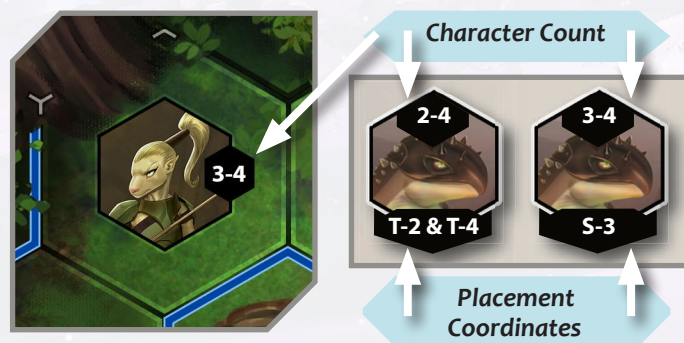 Character Count
2-4
3-4
3-4
T-2 & T-4
S-3
Placement
Coordinates